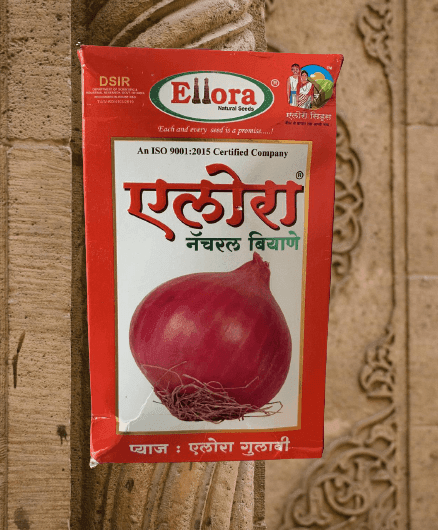 DSIR
Ellora®
Natural Seeds
Each and every seed is a promise.....!
एलोरा सिड्स
An ISO 9001:2015 Certified Company
एलोरा®
नॅचरल बियाणे
प्याज : एलोरा गुलाबी